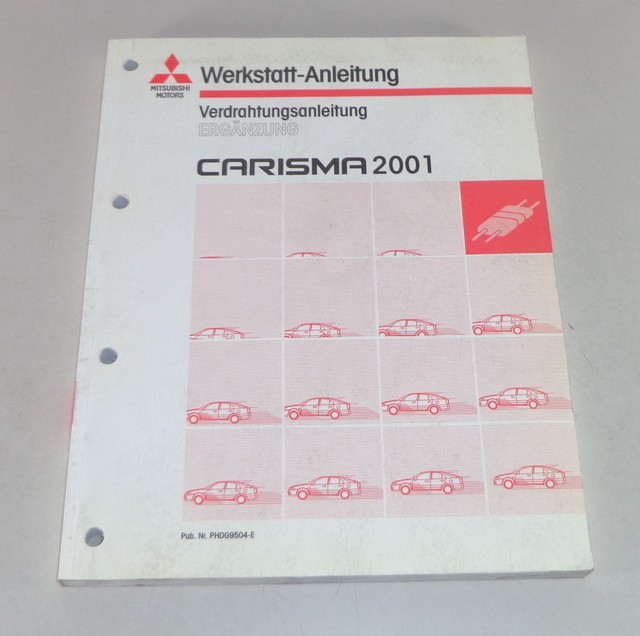 MITSUBISHI
MOTORS
Werkstatt-Anleitung
Verdrahtungsanleitung
ERGÄNZUNG
CARISMA 2001
Pub. Nr. PHDG9504-E